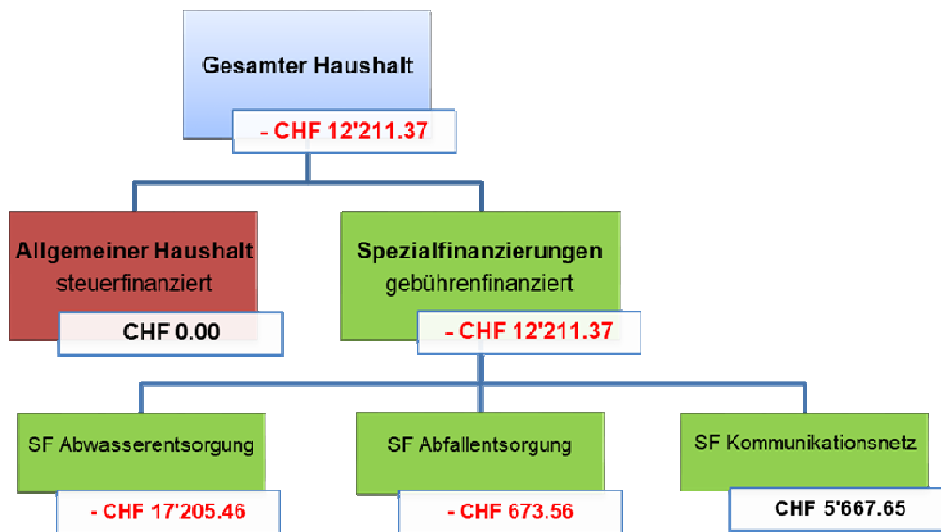 Gesamter Haushalt
- CHF 12'211.37
Allgemeiner Haushalt
steuerfinanziert
CHF 0.00
Spezialfinanzierungen
gebührenfinanziert
- CHF 12'211.37
SF Abwasserentsorgung
- CHF 17'205.46
SF Abfallentsorgung
- CHF 673.56
SF Kommunikationsnetz
CHF 5'667.65